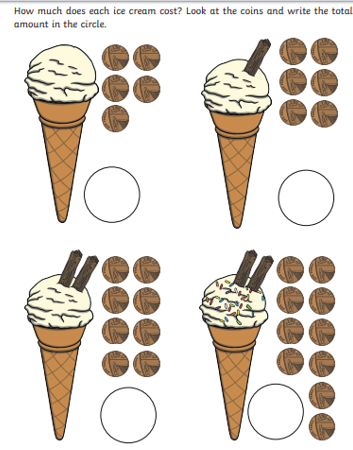 How much does each ice cream cost? Look at the coins and write the total
amount in the circle.